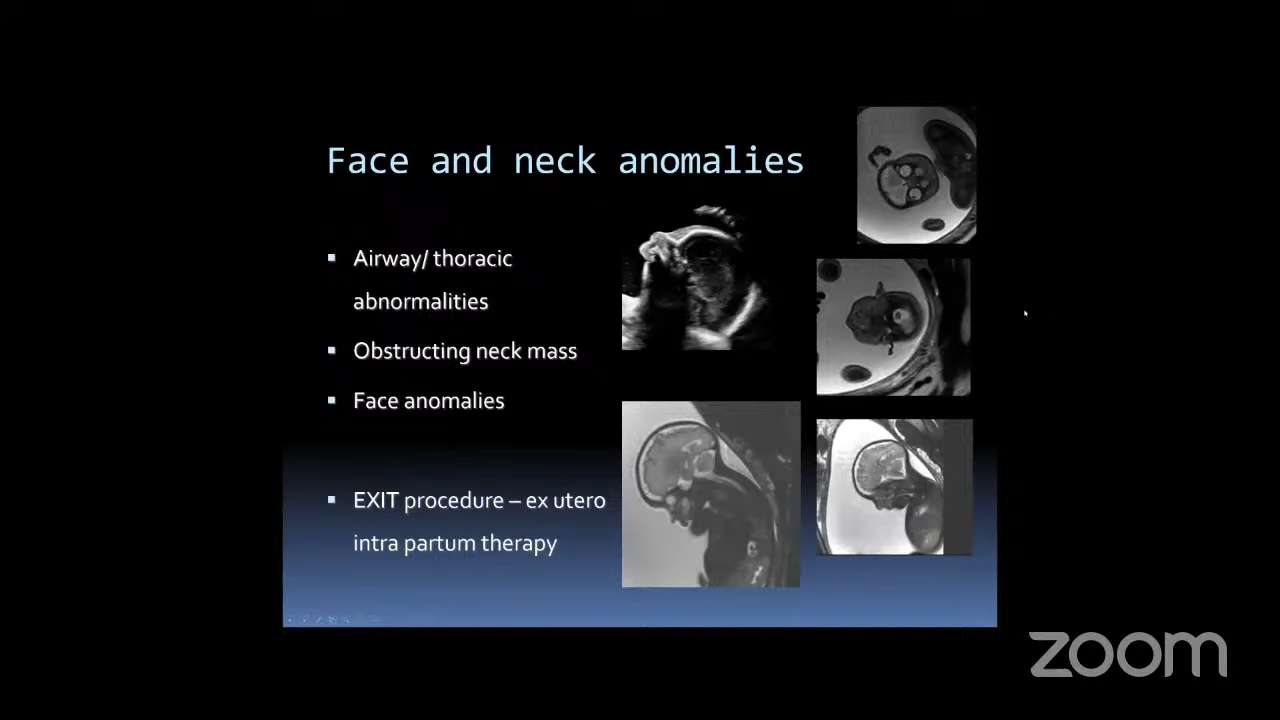 Face and neck anomalies
Airway/ thoracic
abnormalities
Obstructing neck mass
Face anomalies
EXIT procedure – ex utero
intra partum therapy
zoom